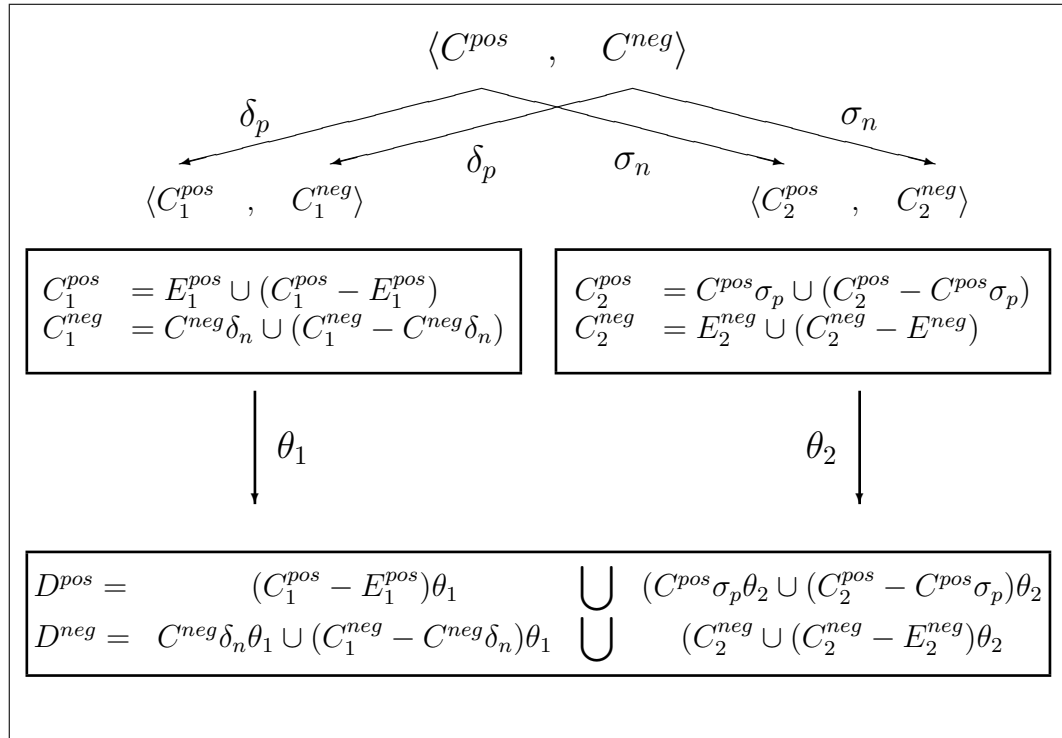 ⟨C^{pos} , C^{neg}⟩
δ_p σ_n
δ_p σ_n
⟨C_1^{pos} , C_1^{neg}⟩ ⟨C_2^{pos} , C_2^{neg}⟩
C_1^{pos} = E_1^{pos} ∪ (C_1^{pos} − E_1^{pos})
C_1^{neg} = C^{neg}δ_n ∪ (C_1^{neg} − C^{neg}δ_n)
C_2^{pos} = C^{pos}σ_p ∪ (C_2^{pos} − C^{pos}σ_p)
C_2^{neg} = E_2^{neg} ∪ (C_2^{neg} − E^{neg})
θ_1 θ_2
D^{pos} = (C_1^{pos} − E_1^{pos})θ_1 ⋃ (C^{pos}σ_pθ_2 ∪ (C_2^{pos} − C^{pos}σ_p)θ_2
D^{neg} = C^{neg}δ_nθ_1 ∪ (C_1^{neg} − C^{neg}δ_n)θ_1 ⋃ (C_2^{neg} ∪ (C_2^{neg} − E_2^{neg})θ_2